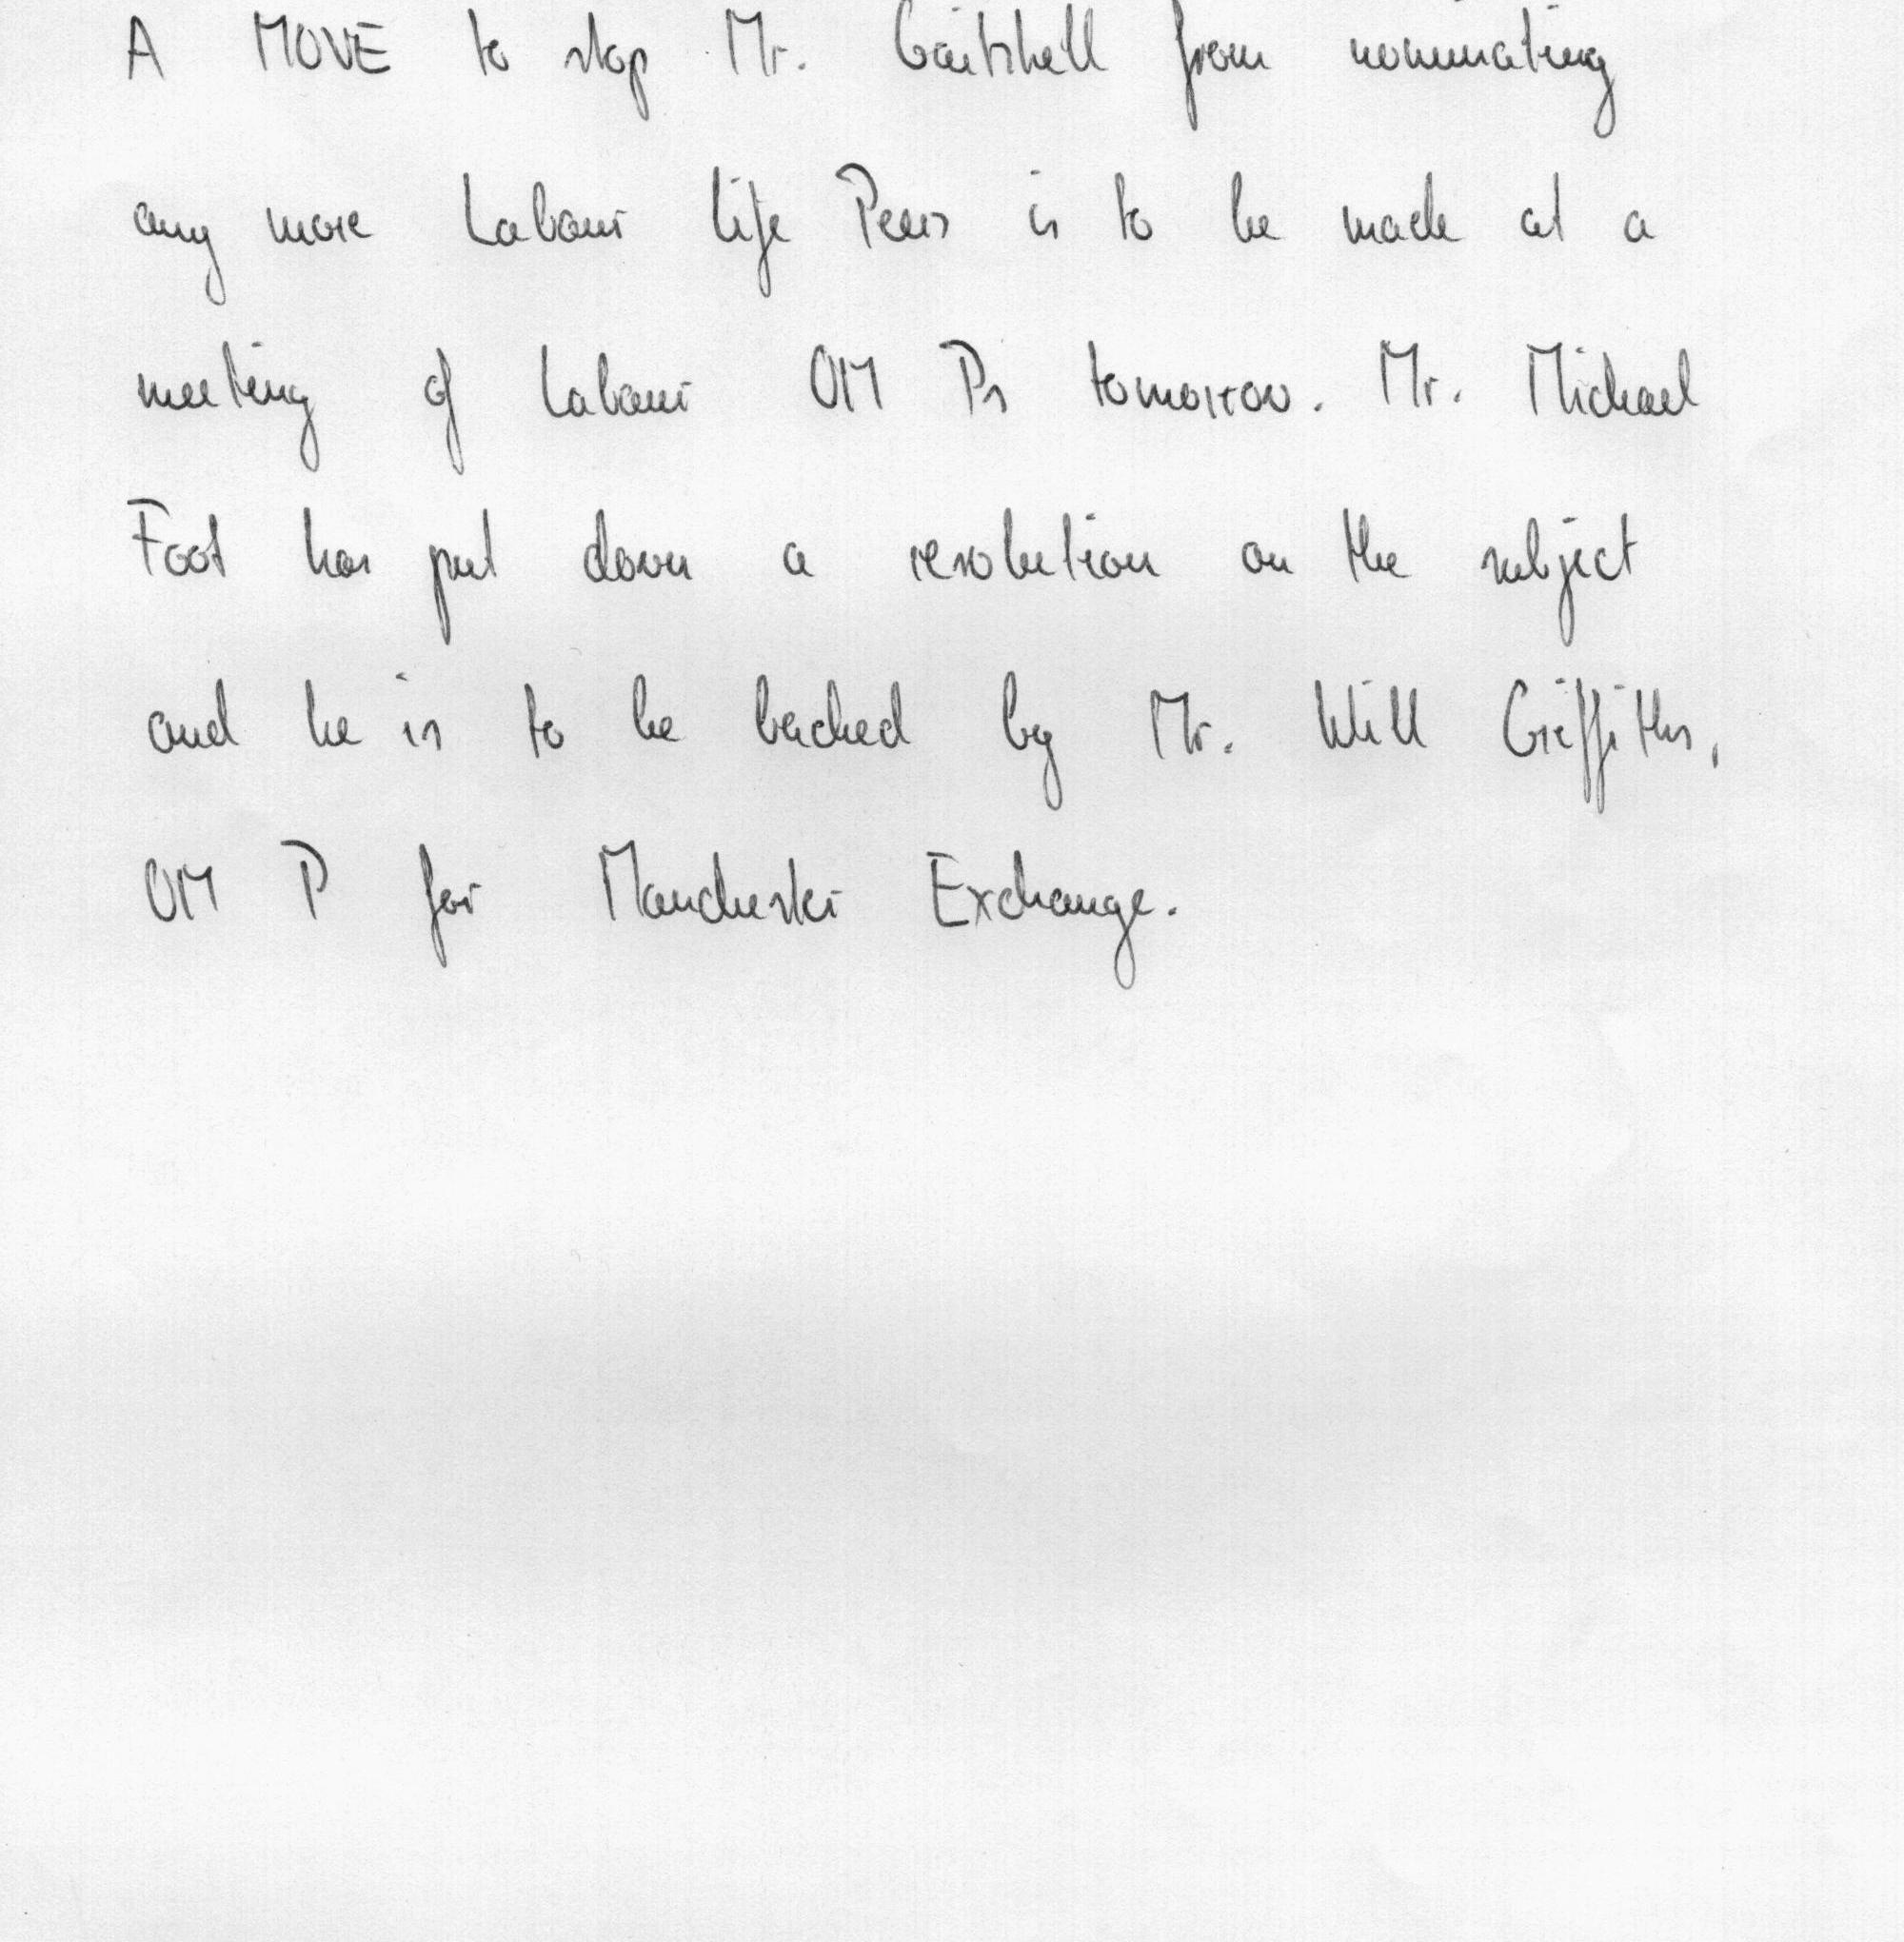 A MOVE to stop Mr. Gaitskell from nominating
any more Labour life Peers is to be made at a
meeting of Labour OM Ps tomorrow. Mr. Michael
Foot has put down a resolution on the subject
and he is to be backed by Mr. Will Griffiths,
OM P for Manchester Exchange.